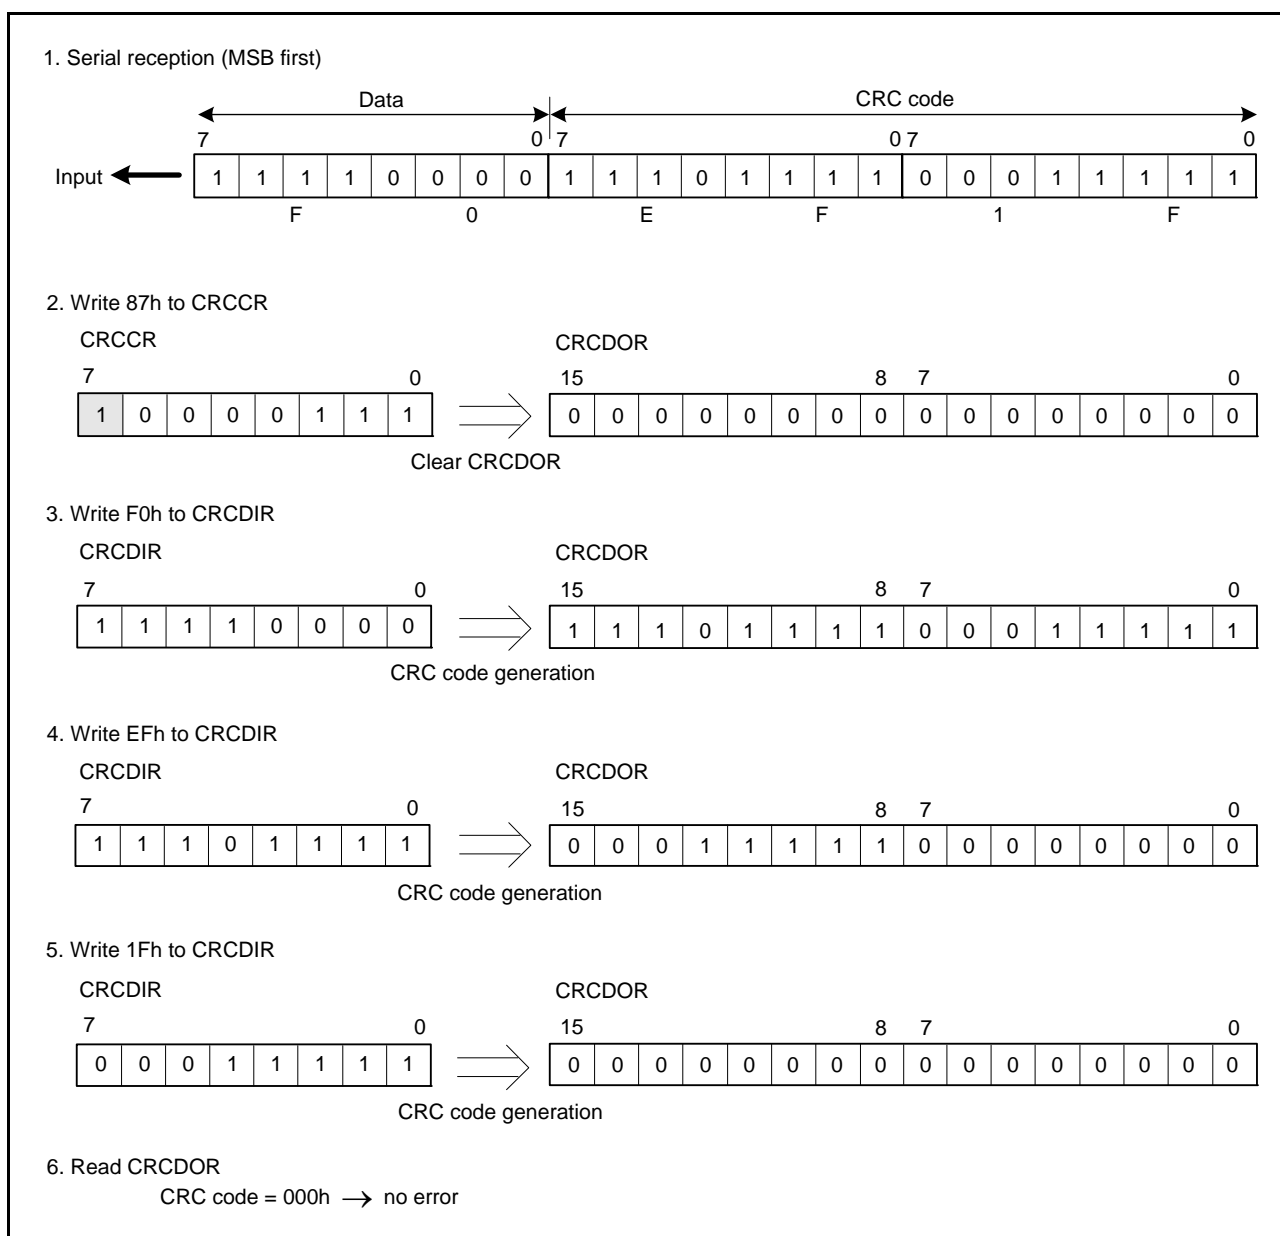 1. Serial reception (MSB first)
Data CRC code
7 0 7 0 7 0
Input 1 1 1 1 0 0 0 0 1 1 1 0 1 1 1 1 0 0 0 1 1 1 1 1
F 0 E F 1 F
2. Write 87h to CRCCR
CRCCR CRCDOR
7 0 15 8 7 0
1 0 0 0 0 1 1 1 0 0 0 0 0 0 0 0 0 0 0 0 0 0 0 0
Clear CRCDOR
3. Write F0h to CRCDIR
CRCDIR CRCDOR
7 0 15 8 7 0
1 1 1 1 0 0 0 0 1 1 1 0 1 1 1 1 0 0 0 1 1 1 1 1
CRC code generation
4. Write EFh to CRCDIR
CRCDIR CRCDOR
7 0 15 8 7 0
1 1 1 0 1 1 1 1 0 0 0 1 1 1 1 1 0 0 0 0 0 0 0 0
CRC code generation
5. Write 1Fh to CRCDIR
CRCDIR CRCDOR
7 0 15 8 7 0
0 0 0 1 1 1 1 1 0 0 0 0 0 0 0 0 0 0 0 0 0 0 0 0
CRC code generation
6. Read CRCDOR
CRC code = 000h → no error